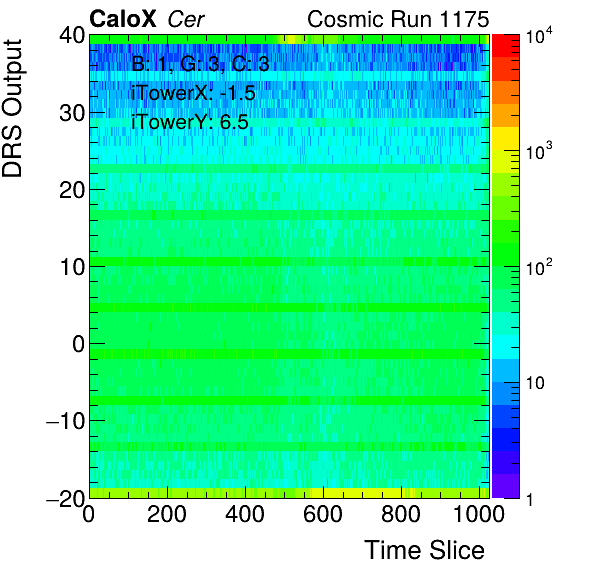 CaloX Cer
Cosmic Run 1175
DRS Output
B: 1, G: 3, C: 3
iTowerX: -1.5
iTowerY: 6.5
40
30
20
10
0
−10
−20
0 200 400 600 800 1000
Time Slice
10^4
10^3
10^2
10
1